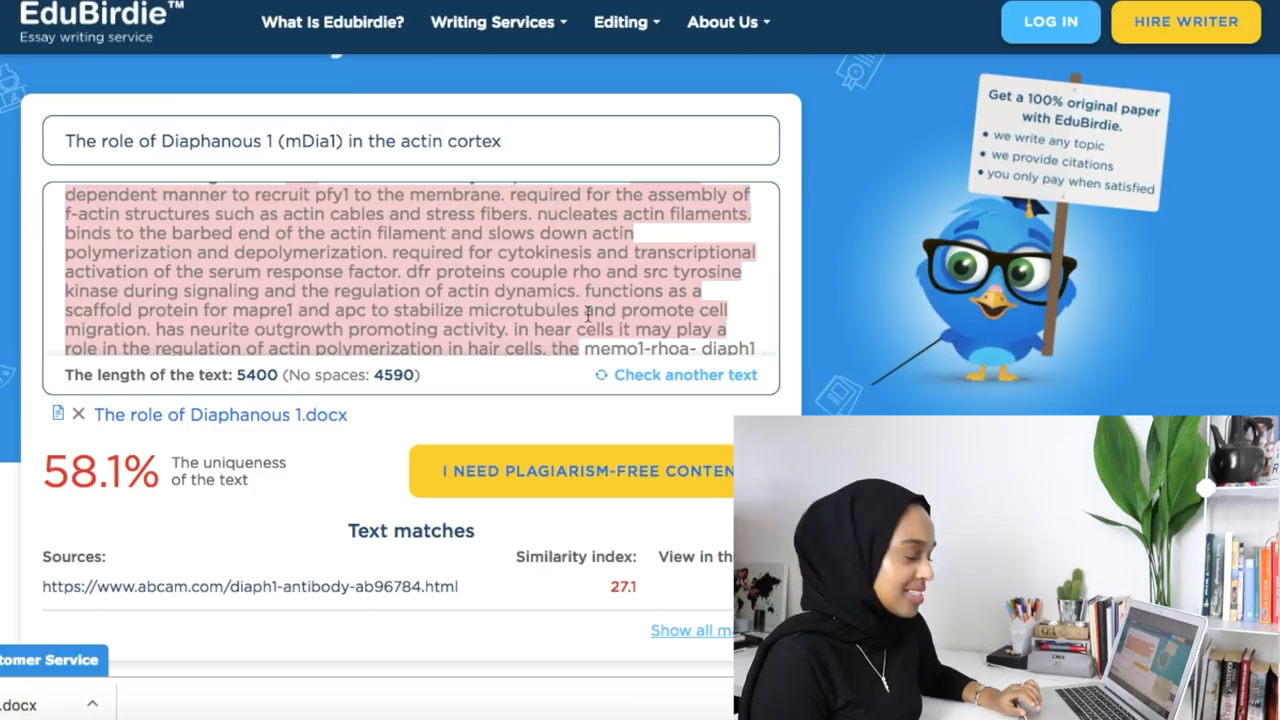 EduBirdie™
Essay writing service
What Is Edubirdie?
Writing Services
Editing
About Us
LOG IN
HIRE WRITER
The role of Diaphanous 1 (mDia1) in the actin cortex
dependent manner to recruit pfy1 to the membrane. required for the assembly of
f-actin structures such as actin cables and stress fibers. nucleates actin filaments.
binds to the barbed end of the actin filament and slows down actin
polymerization and depolymerization. required for cytokinesis and transcriptional
activation of the serum response factor. dfr proteins couple rho and src tyrosine
kinase during signaling and the regulation of actin dynamics. functions as a
scaffold protein for mapre1 and apc to stabilize microtubules and promote cell
migration. has neurite outgrowth promoting activity. in hear cells it may play a
role in the regulation of actin polymerization in hair cells. the memo1-rhoa- diaph1
The length of the text: 5400 (No spaces: 4590)
Check another text
The role of Diaphanous 1.docx
58.1%
The uniqueness
of the text
I NEED PLAGIARISM-FREE CONTEN
Text matches
Sources:
Similarity index:
View in th
https://www.abcam.com/diaph1-antibody-ab96784.html
27.1
Show all m
tomer Service
.docx
Get a 100% original paper
with EduBirdie.
• we write any topic
• we provide citations
• you only pay when satisfied